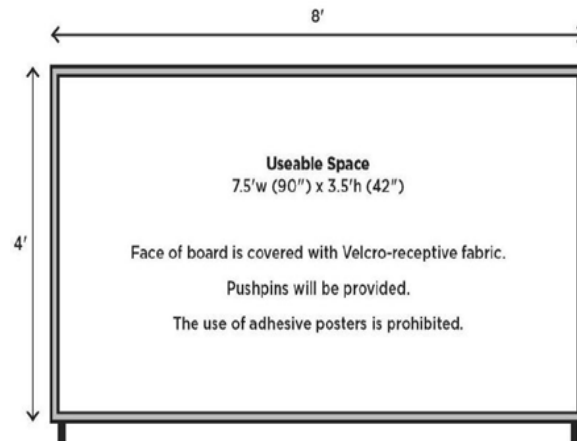 8'
4'
Useable Space
7.5'w (90") x 3.5'h (42")
Face of board is covered with Velcro-receptive fabric.
Pushpins will be provided.
The use of adhesive posters is prohibited.